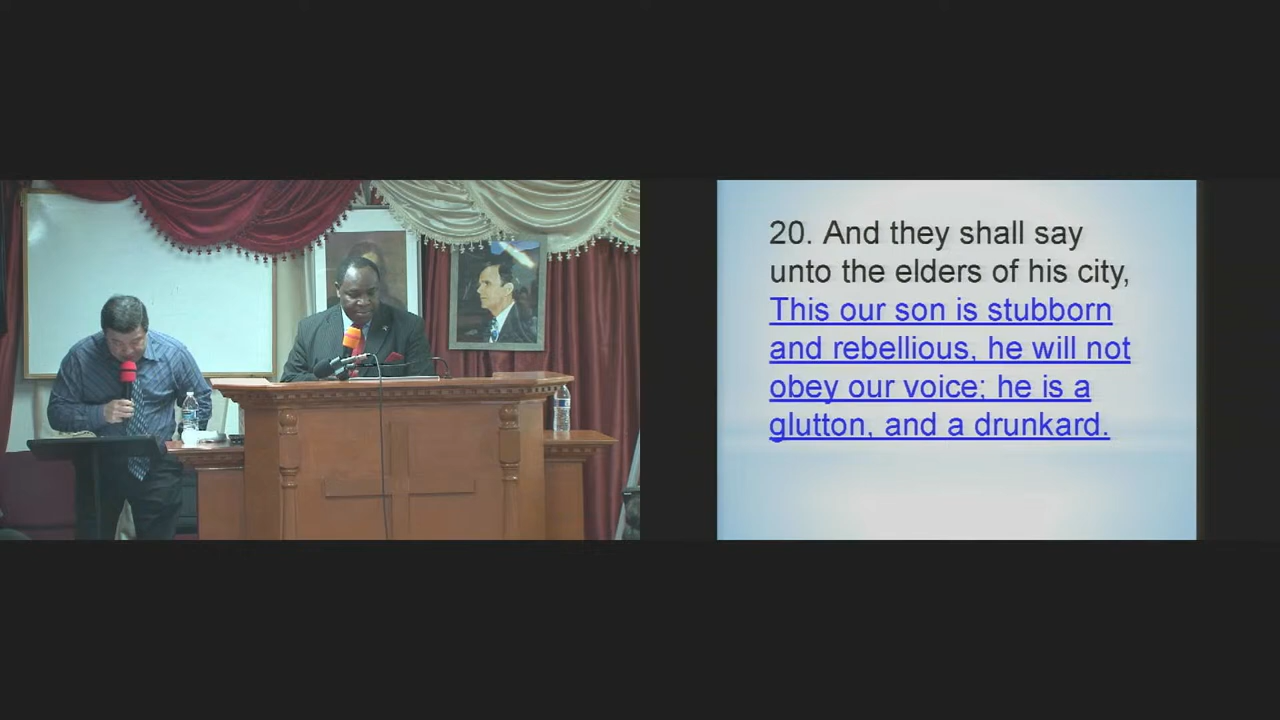 20. And they shall say
unto the elders of his city,
This our son is stubborn
and rebellious, he will not
obey our voice; he is a
glutton, and a drunkard.